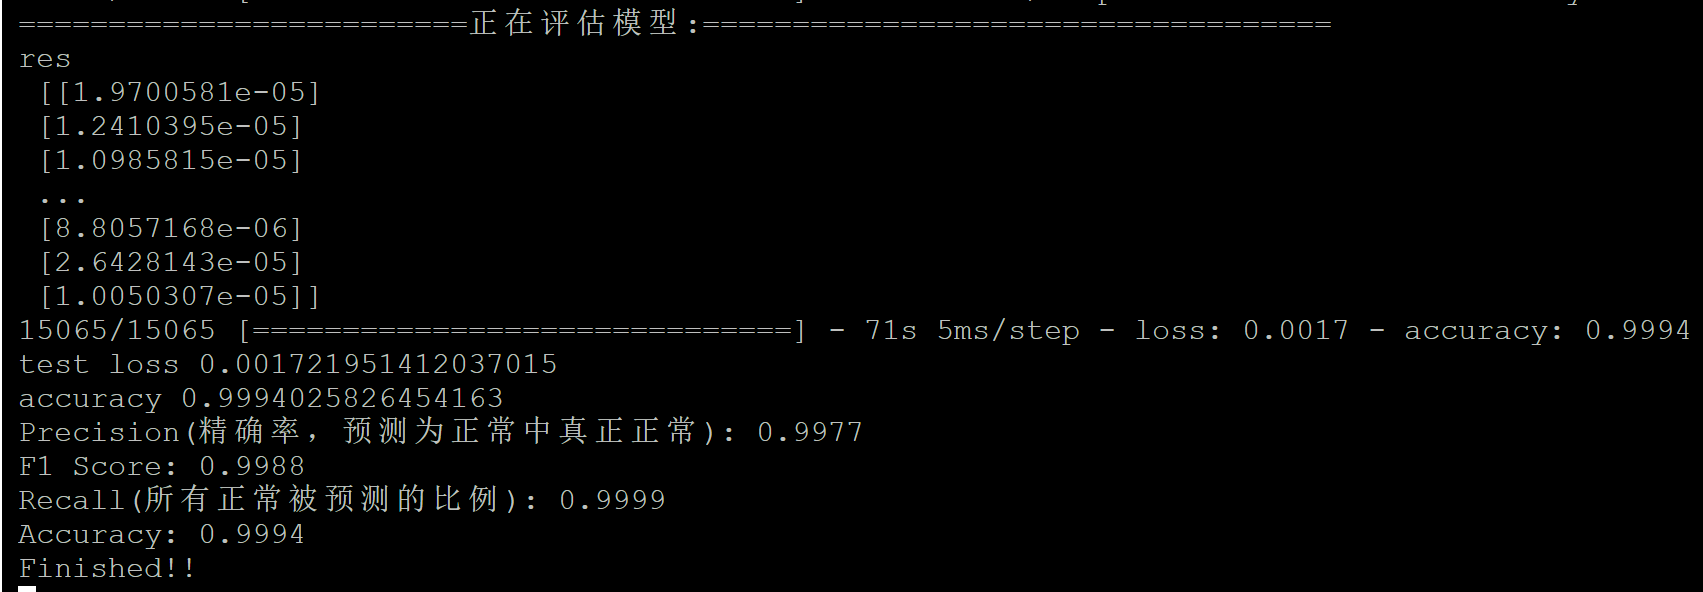 =========================正在评估模型:===================================
res
[[1.9700581e-05]
[1.2410395e-05]
[1.0985815e-05]
...
[8.8057168e-06]
[2.6428143e-05]
[1.0050307e-05]]
15065/15065 [==============================] - 71s 5ms/step - loss: 0.0017 - accuracy: 0.9994
test loss 0.001721951412037015
accuracy 0.9994025826454163
Precision(精确率，预测为正常中真正正常): 0.9977
F1 Score: 0.9988
Recall(所有正常被预测的比例): 0.9999
Accuracy: 0.9994
Finished!!